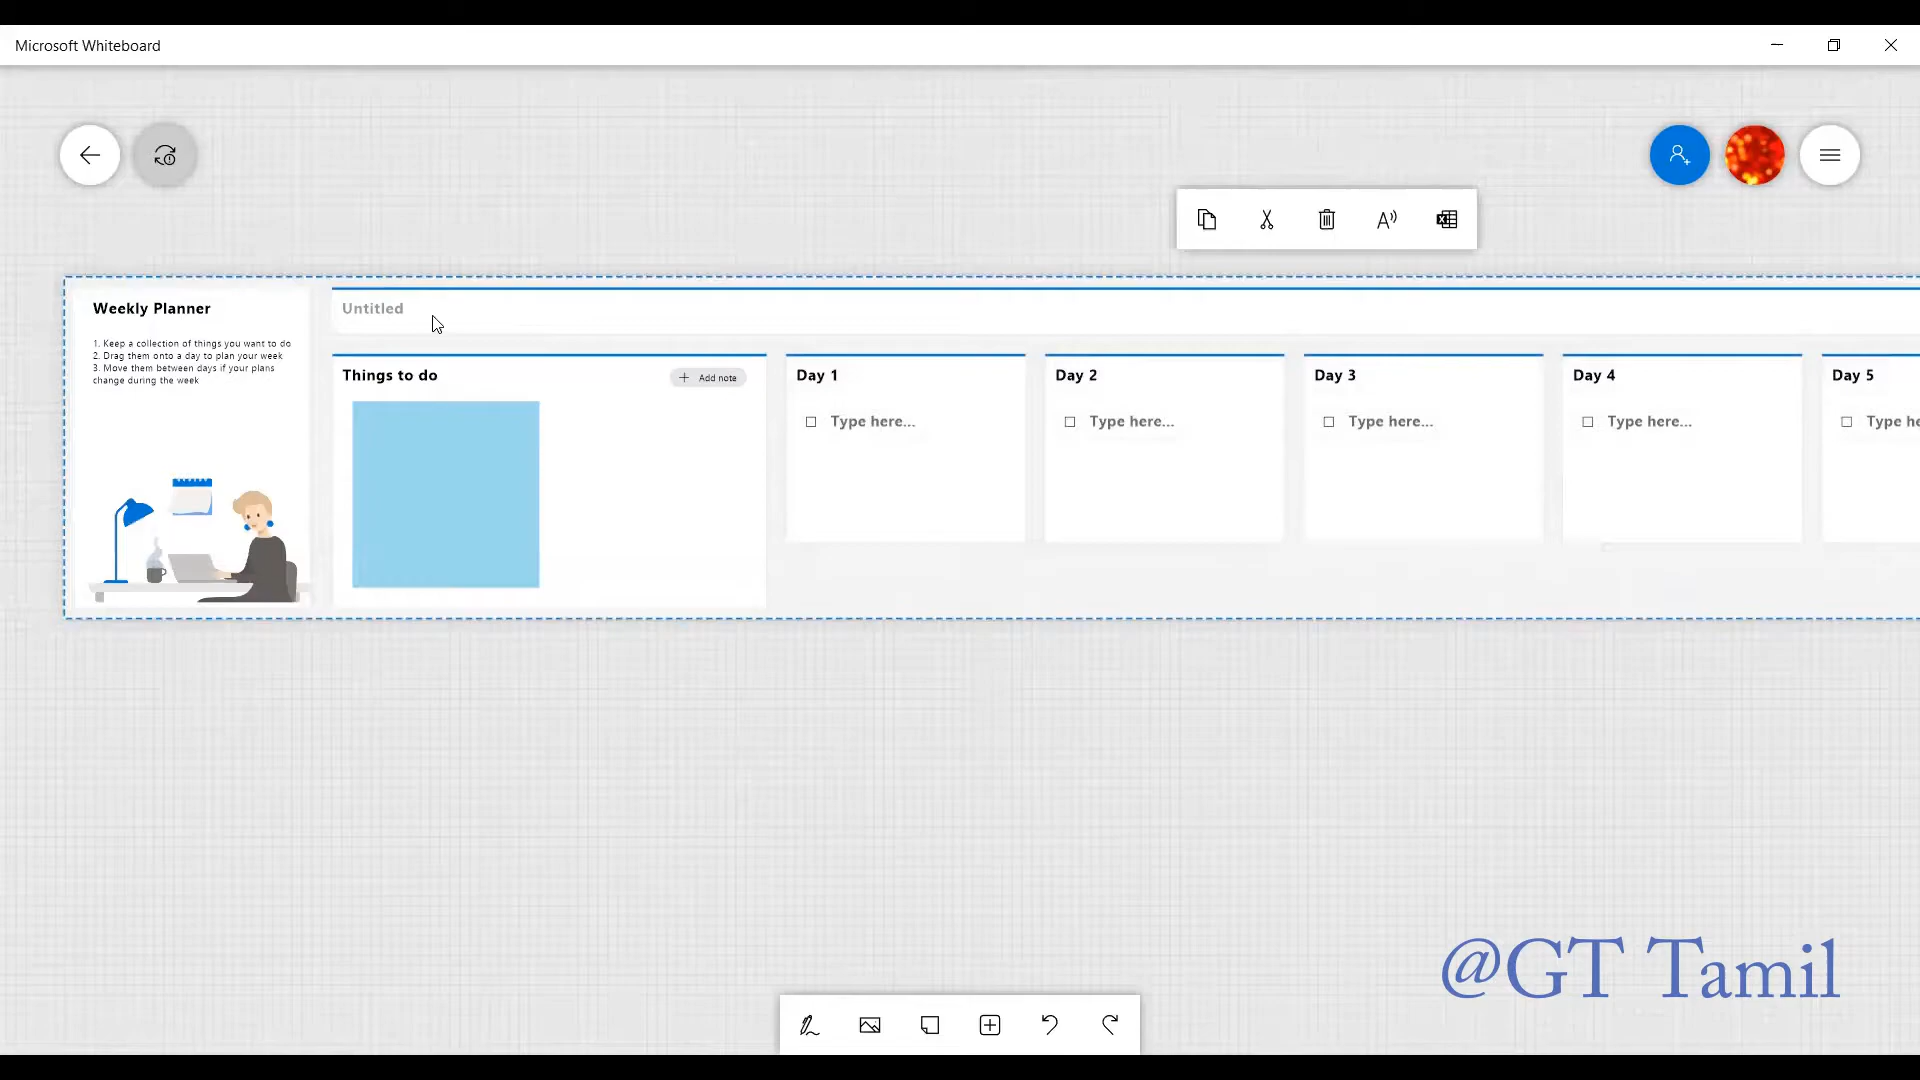 Microsoft Whiteboard
Weekly Planner
1. Keep a collection of things you want to do
2. Drag them onto a day to plan your week
3. Move them between days if your plans
change during the week
Untitled
Things to do
Add note
Day 1
Type here...
Day 2
Type here...
Day 3
Type here...
Day 4
Type here...
Day 5
Type he
@GT Tamil